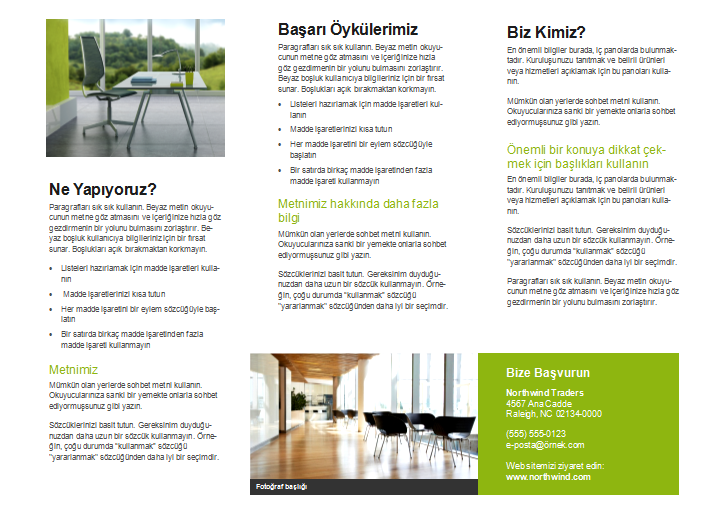 Ne Yapıyoruz?
Paragrafları sık sık kullanın. Beyaz metin okuyu-
cunun metne göz atmasını ve içeriğinize hızla göz
gezdirmenin bir yolunu bulmasını zorlaştırır. Be-
yaz boşluk kullanıcıya bilgileriniz için bir fırsat
sunar. Boşlukları açık bırakmaktan korkmayın.
• Listeleri hazırlamak için madde işaretleri kulla-
nın
• Madde işaretlerinizi kısa tutun
• Her madde işaretini bir eylem sözcüğüyle baş-
latın
• Bir satırda birkaç madde işaretinden fazla
madde işareti kullanmayın
Metnimiz
Mümkün olan yerlerde sohbet metni kullanın.
Okuyucularınıza sanki bir yemekte onlarla sohbet
ediyormuşsunuz gibi yazın.
Sözcüklerinizi basit tutun. Gereksinim duyduğu-
nuzdan daha uzun bir sözcük kullanmayın. Örne-
ğin, çoğu durumda "kullanmak" sözcüğü
"yararlanmak" sözcüğünden daha iyi bir seçimdir.
Başarı Öykülerimiz
Paragrafları sık sık kullanın. Beyaz metin okuyu-
cunun metne göz atmasını ve içeriğinize hızla
göz gezdirmenin bir yolunu bulmasını zorlaştırır.
Beyaz boşluk kullanıcıya bilgileriniz için bir fırsat
sunar. Boşlukları açık bırakmaktan korkmayın.
• Listeleri hazırlamak için madde işaretleri kul-
lanın
• Madde işaretlerinizi kısa tutun
• Her madde işaretini bir eylem sözcüğüyle
başlatın
• Bir satırda birkaç madde işaretinden fazla
madde işareti kullanmayın
Metnimiz hakkında daha fazla
bilgi
Mümkün olan yerlerde sohbet metni kullanın.
Okuyucularınıza sanki bir yemekte onlarla sohbet
ediyormuşsunuz gibi yazın.
Sözcüklerinizi basit tutun. Gereksinim duyduğu-
nuzdan daha uzun bir sözcük kullanmayın. Örne-
ğin, çoğu durumda "kullanmak" sözcüğü
"yararlanmak" sözcüğünden daha iyi bir seçimdir.
Biz Kimiz?
En önemli bilgiler burada, iç panolarda bulunmak-
tadır. Kuruluşunuzu tanıtmak ve belirli ürünleri
veya hizmetleri açıklamak için bu panoları kulla-
nın.
Mümkün olan yerlerde sohbet metni kullanın.
Okuyucularınıza sanki bir yemekte onlarla sohbet
ediyormuşsunuz gibi yazın.
Önemli bir konuya dikkat çek-
mek için başlıkları kullanın
En önemli bilgiler burada, iç panolarda bulunmak-
tadır. Kuruluşunuzu tanıtmak ve belirli ürünleri
veya hizmetleri açıklamak için bu panoları kulla-
nın.
Sözcüklerinizi basit tutun. Gereksinim duyduğu-
nuzdan daha uzun bir sözcük kullanmayın. Örne-
ğin, çoğu durumda "kullanmak" sözcüğü
"yararlanmak" sözcüğünden daha iyi bir seçimdir.
Paragrafları sık sık kullanın. Beyaz metin okuyu-
cunun metne göz atmasını ve içeriğinize hızla göz
gezdirmenin bir yolunu bulmasını zorlaştırır.
Fotoğraf başlığı
Bize Başvurun
Northwind Traders
4567 Ana Cadde
Raleigh, NC 02134-0000
(555) 555-0123
e-posta@örnek.com
Web sitemizi ziyaret edin:
www.northwind.com